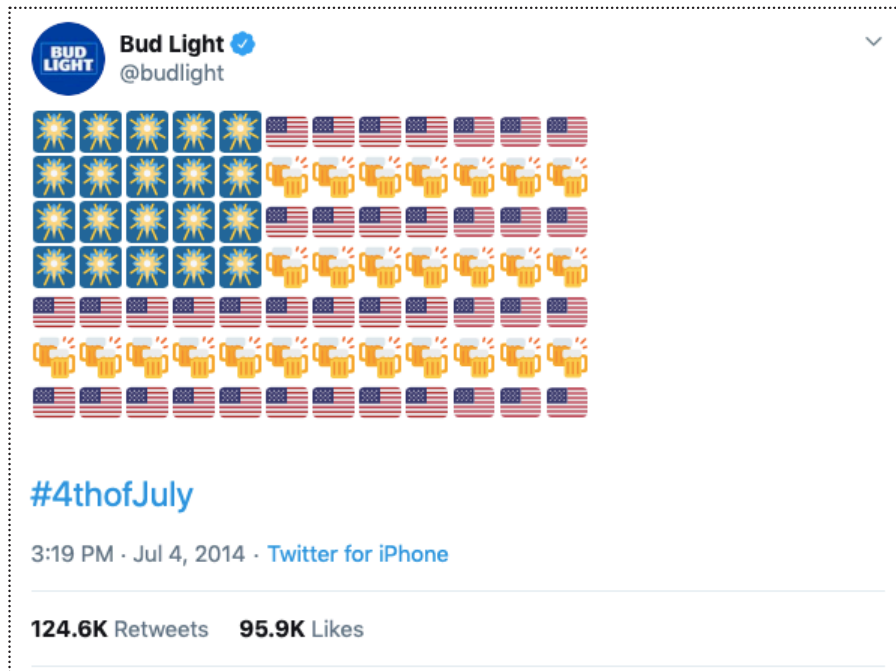 BUD
LIGHT
Bud Light
@budlight
🎆🎆🎆🎆🎆🇺🇸🇺🇸🇺🇸🇺🇸🇺🇸🇺🇸🇺🇸
🎆🎆🎆🎆🎆🍻🍻🍻🍻🍻🍻🍻
🎆🎆🎆🎆🎆🇺🇸🇺🇸🇺🇸🇺🇸🇺🇸🇺🇸🇺🇸
🎆🎆🎆🎆🎆🍻🍻🍻🍻🍻🍻🍻
🇺🇸🇺🇸🇺🇸🇺🇸🇺🇸🇺🇸🇺🇸🇺🇸🇺🇸🇺🇸🇺🇸🇺🇸
🍻🍻🍻🍻🍻🍻🍻🍻🍻🍻🍻🍻
🇺🇸🇺🇸🇺🇸🇺🇸🇺🇸🇺🇸🇺🇸🇺🇸🇺🇸🇺🇸🇺🇸🇺🇸
#4thofJuly
3:19 PM · Jul 4, 2014 · Twitter for iPhone
124.6K Retweets 95.9K Likes